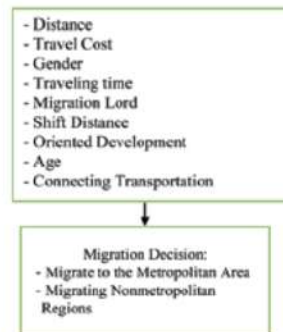 - Distance
- Travel Cost
- Gender
- Traveling time
- Migration Lord
- Shift Distance
- Oriented Development
- Age
- Connecting Transportation
Migration Decision:
- Migrate to the Metropolitan Area
- Migrating Nonmetropolitan
Regions